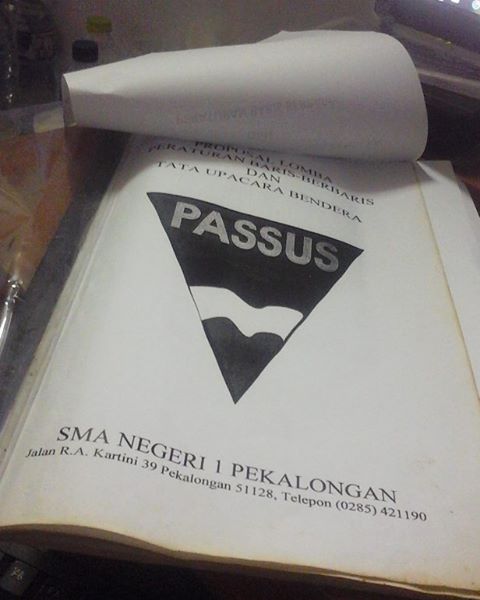 PROPOSAL LOMBA
PERATURAN BARIS-BERBARIS
DAN
TATA UPACARA BENDERA
PASSUS
SMA NEGERI 1 PEKALONGAN
Jalan R.A. Kartini 39 Pekalongan 51128, Telepon (0285) 421190